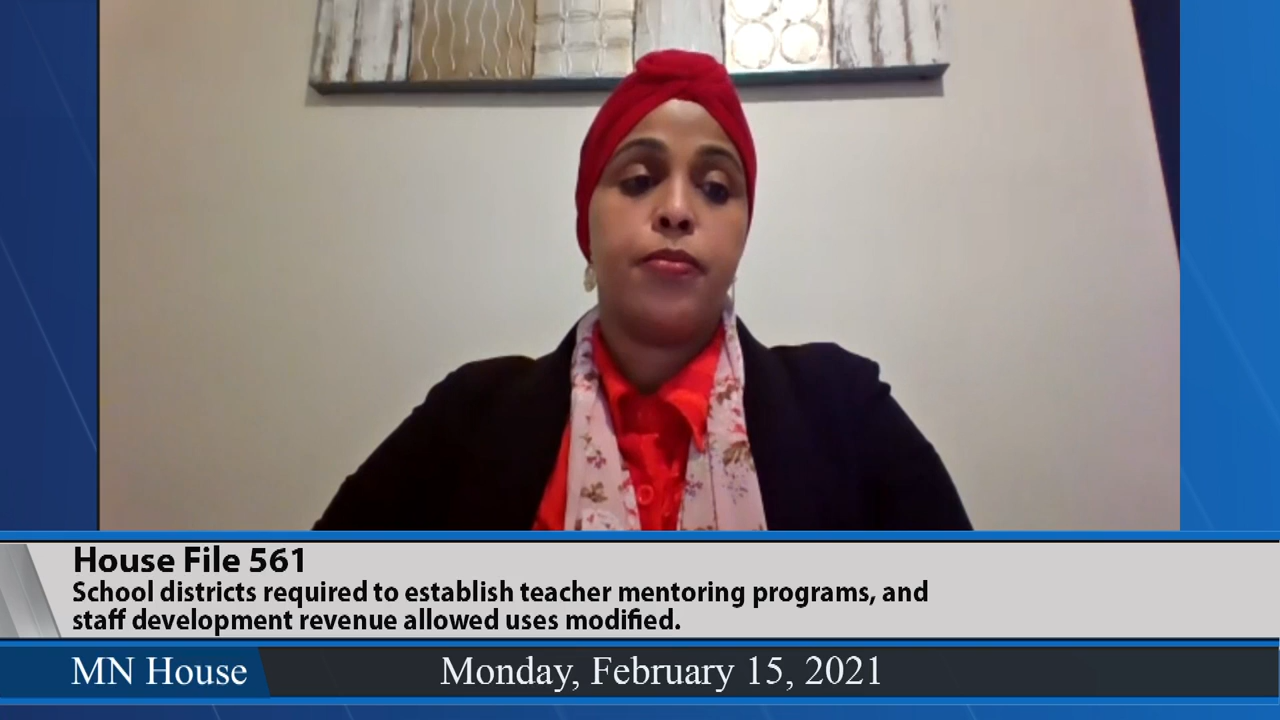 House File 561
School districts required to establish teacher mentoring programs, and
staff development revenue allowed uses modified.
MN House
Monday, February 15, 2021